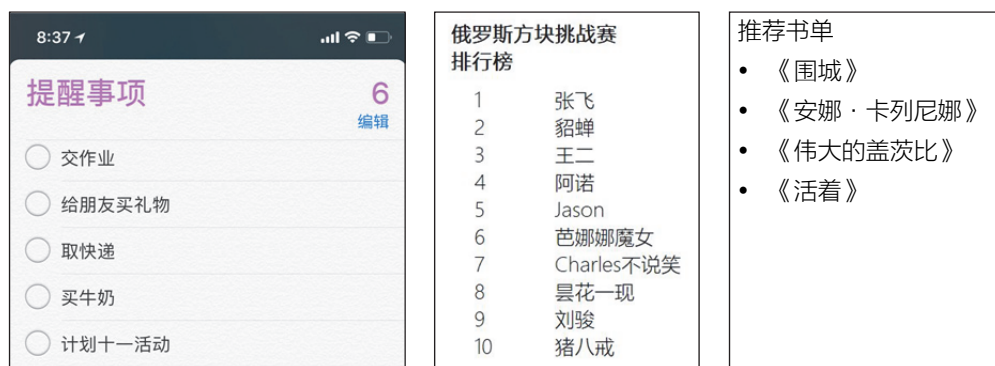 8:37
提醒事项
6
编辑
交作业
给朋友买礼物
取快递
买牛奶
计划十一活动
俄罗斯方块挑战赛
排行榜
1 张飞
2 貂蝉
3 王二
4 阿诺
5 Jason
6 芭娜娜魔女
7 Charles不说笑
8 昙花一现
9 刘骏
10 猪八戒
推荐书单
• 《围城》
• 《安娜·卡列尼娜》
• 《伟大的盖茨比》
• 《活着》